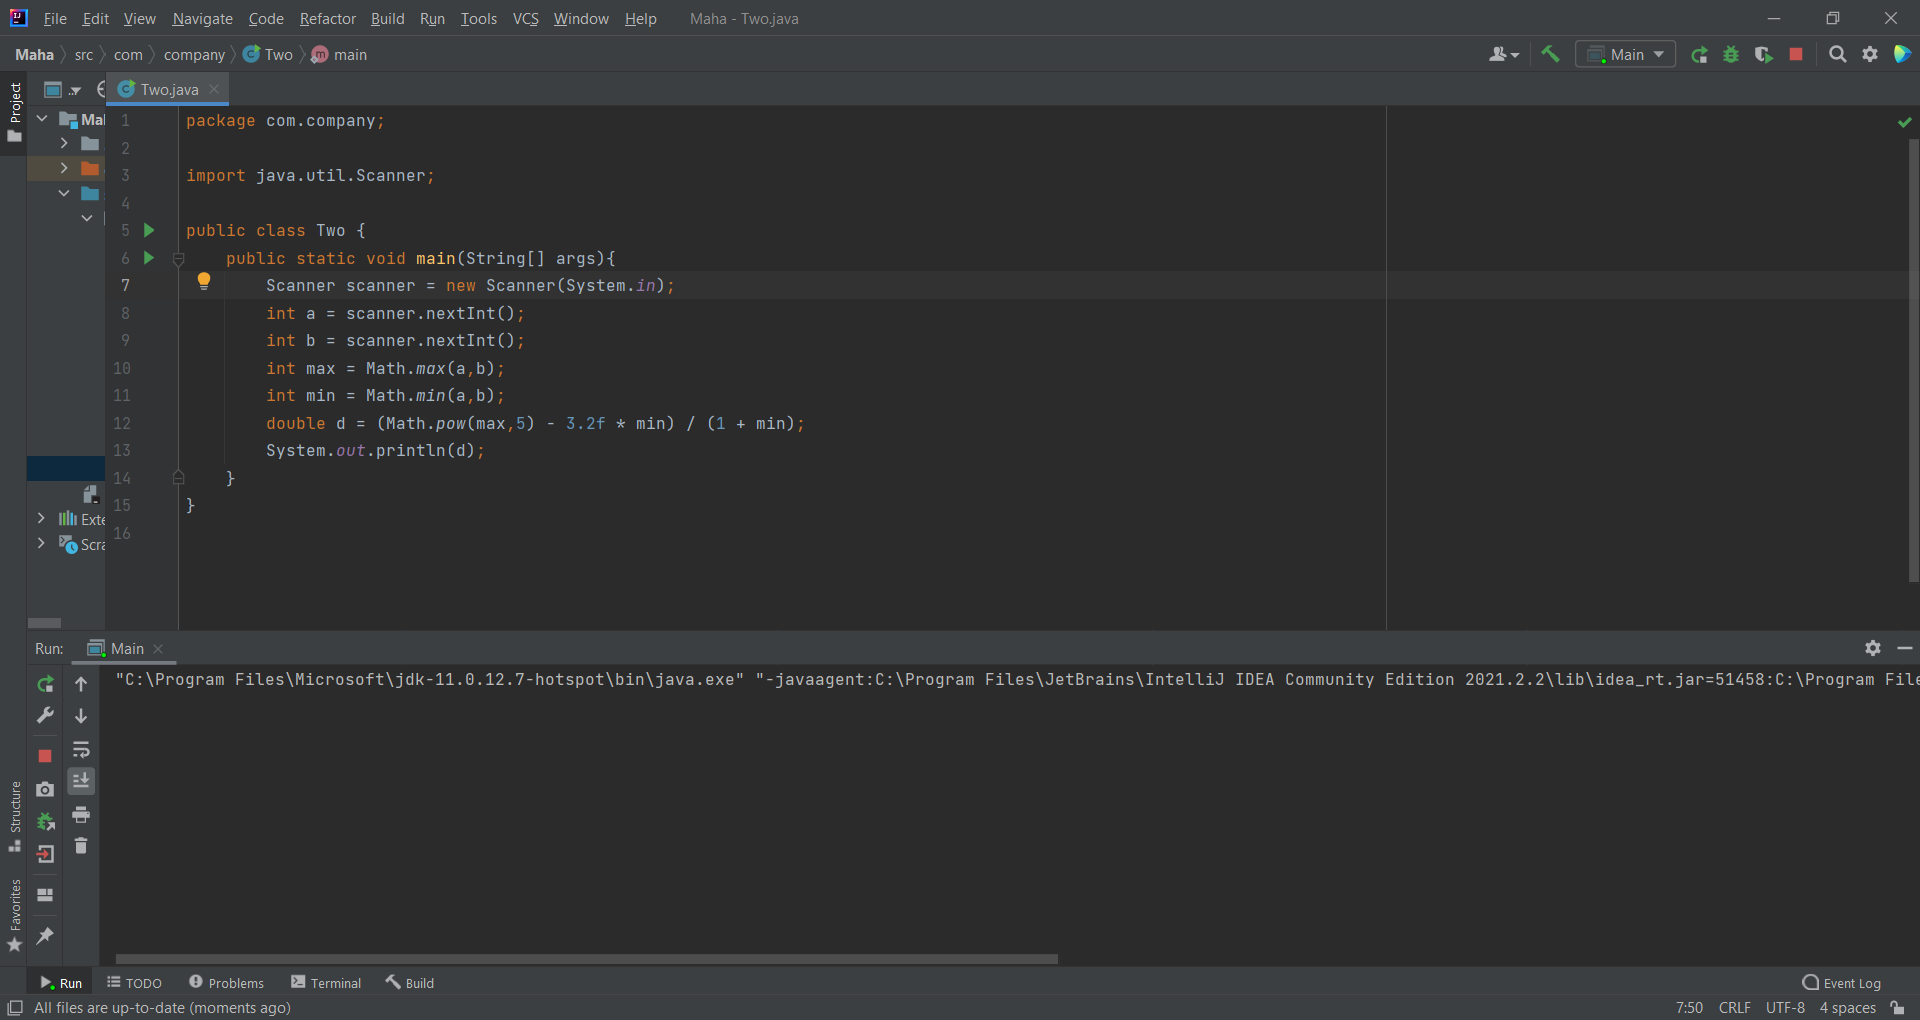 File Edit View Navigate Code Refactor Build Run Tools VCS Window Help Maha - Two.java
Maha src com company Two main Main
Project
Two.java
Mal
1 package com.company;
2
3 import java.util.Scanner;
4
5 public class Two {
6 public static void main(String[] args){
7 Scanner scanner = new Scanner(System.in);
8 int a = scanner.nextInt();
9 int b = scanner.nextInt();
10 int max = Math.max(a,b);
11 int min = Math.min(a,b);
12 double d = (Math.pow(max,5) - 3.2f * min) / (1 + min);
13 System.out.println(d);
14 }
15 }
16
Exte
Scra
Run: Main
"C:\Program Files\Microsoft\jdk-11.0.12.7-hotspot\bin\java.exe" "-javaagent:C:\Program Files\JetBrains\IntelliJ IDEA Community Edition 2021.2.2\lib\idea_rt.jar=51458:C:\Program File
Structure
Favorites
Run TODO Problems Terminal Build Event Log
All files are up-to-date (moments ago) 7:50 CRLF UTF-8 4 spaces